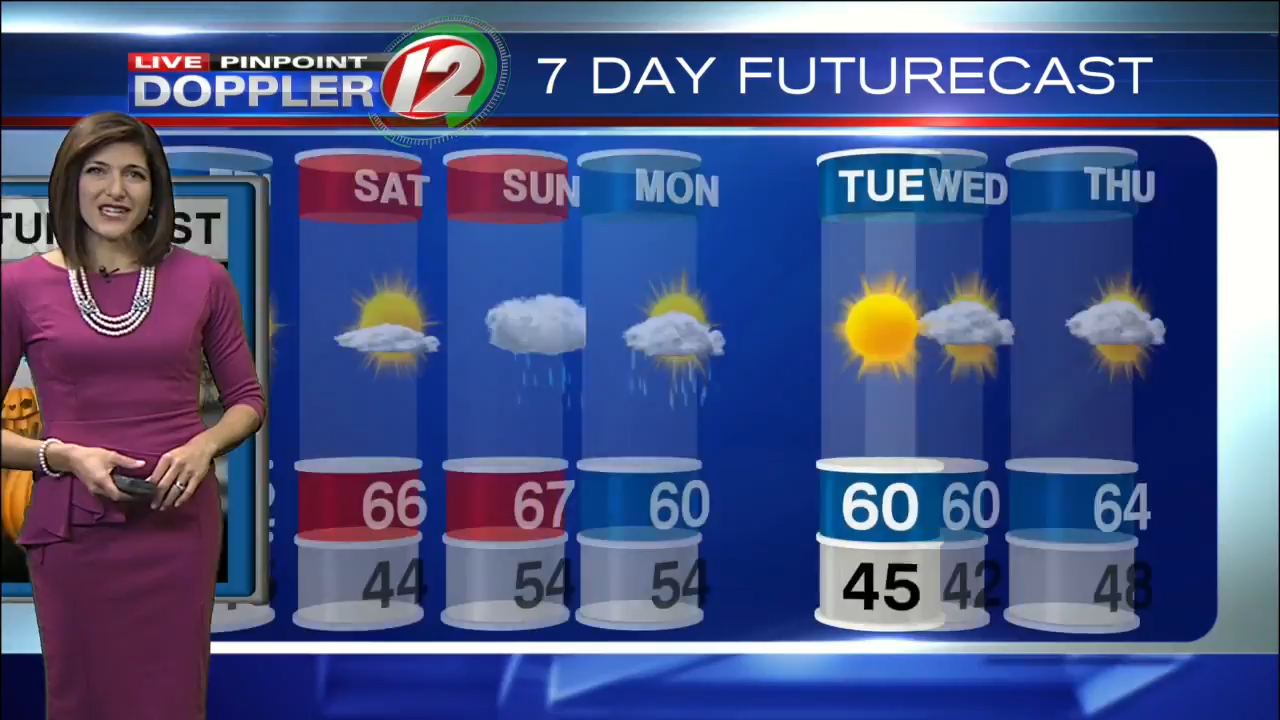 LIVE PINPOINT
DOPPLER 12
7 DAY FUTURECAST
SAT SUN MON TUE WED THU
ST
66 67 60 60 60 64
44 54 54 45 42 48